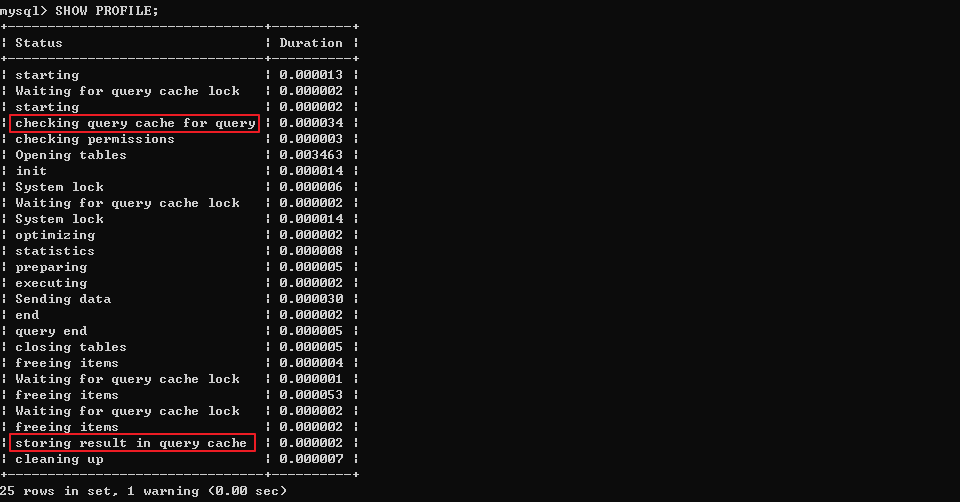 mysql> SHOW PROFILE;
+--------------------------------+----------+
| Status                         | Duration |
+--------------------------------+----------+
| starting                       | 0.000013 |
| Waiting for query cache lock   | 0.000002 |
| starting                       | 0.000002 |
| checking query cache for query | 0.000034 |
| checking permissions           | 0.000003 |
| Opening tables                 | 0.003463 |
| init                           | 0.000014 |
| System lock                    | 0.000006 |
| Waiting for query cache lock   | 0.000002 |
| System lock                    | 0.000014 |
| optimizing                     | 0.000002 |
| statistics                     | 0.000008 |
| preparing                      | 0.000005 |
| executing                      | 0.000002 |
| Sending data                   | 0.000030 |
| end                            | 0.000002 |
| query end                      | 0.000005 |
| closing tables                 | 0.000005 |
| freeing items                  | 0.000004 |
| Waiting for query cache lock   | 0.000001 |
| freeing items                  | 0.000053 |
| Waiting for query cache lock   | 0.000002 |
| freeing items                  | 0.000002 |
| storing result in query cache  | 0.000002 |
| cleaning up                    | 0.000007 |
+--------------------------------+----------+
25 rows in set, 1 warning (0.00 sec)